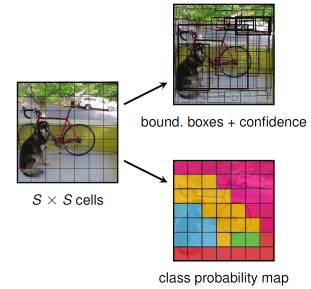 bound. boxes + confidence
S × S cells
class probability map